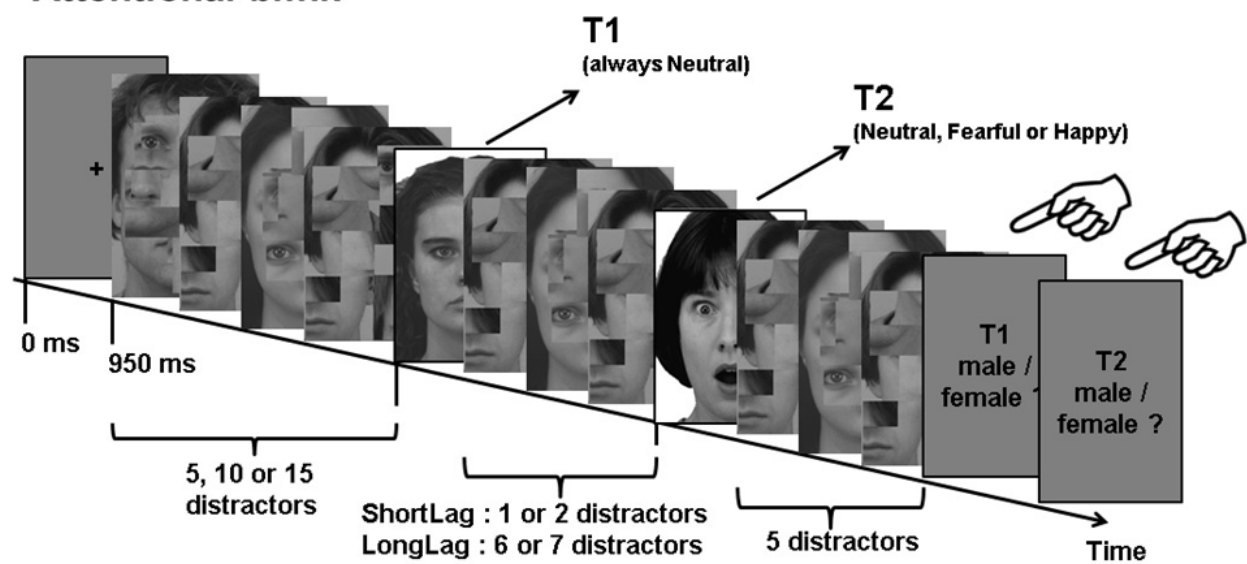 T1
(always Neutral)
T2
(Neutral, Fearful or Happy)
+
0 ms
950 ms
5, 10 or 15
distractors
ShortLag : 1 or 2 distractors
LongLag : 6 or 7 distractors
5 distractors
T1
male /
female ?
T2
male /
female ?
Time